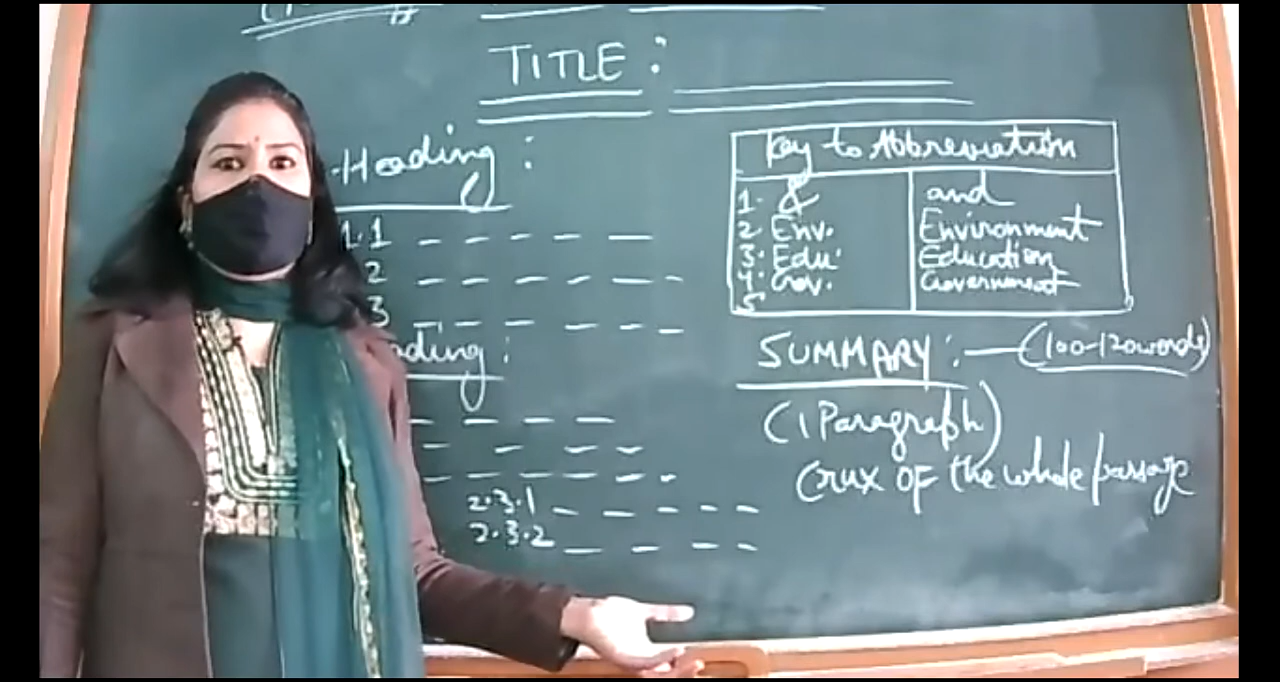 TITLE :
Heading :
1.1
2
3
ading :
2.3.1
2.3.2
Key to Abbreviation
1. & and
2 Env. Environment
3. Edu. Education
4. Gov. Government
5
SUMMARY : — (100-120 words)
(1 Paragraph)
Crux OF the whole passage